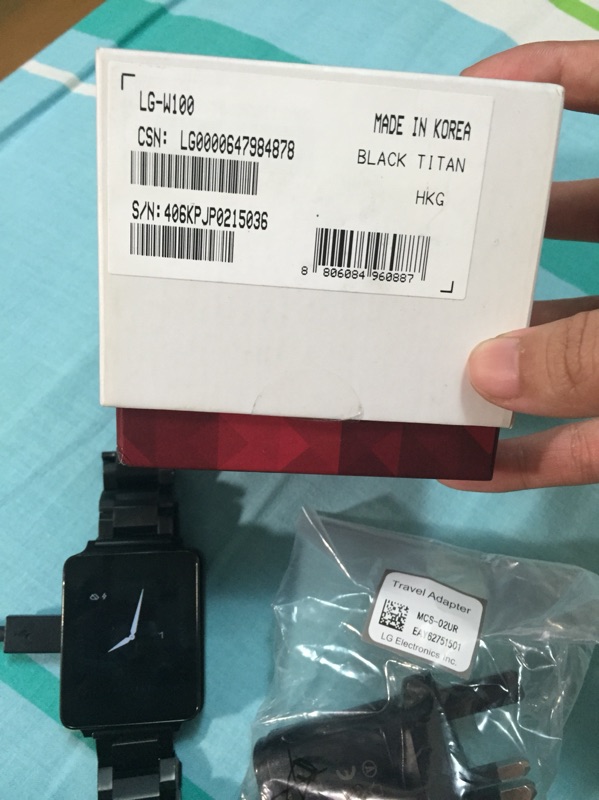 LG-W100
MADE IN KOREA
CSN: LG0000647984878
BLACK TITAN
HKG
S/N:406KPJP0215036
8 806084 960887
Travel Adapter
MCS-02UR
EAY62751501
LG Electronics Inc.